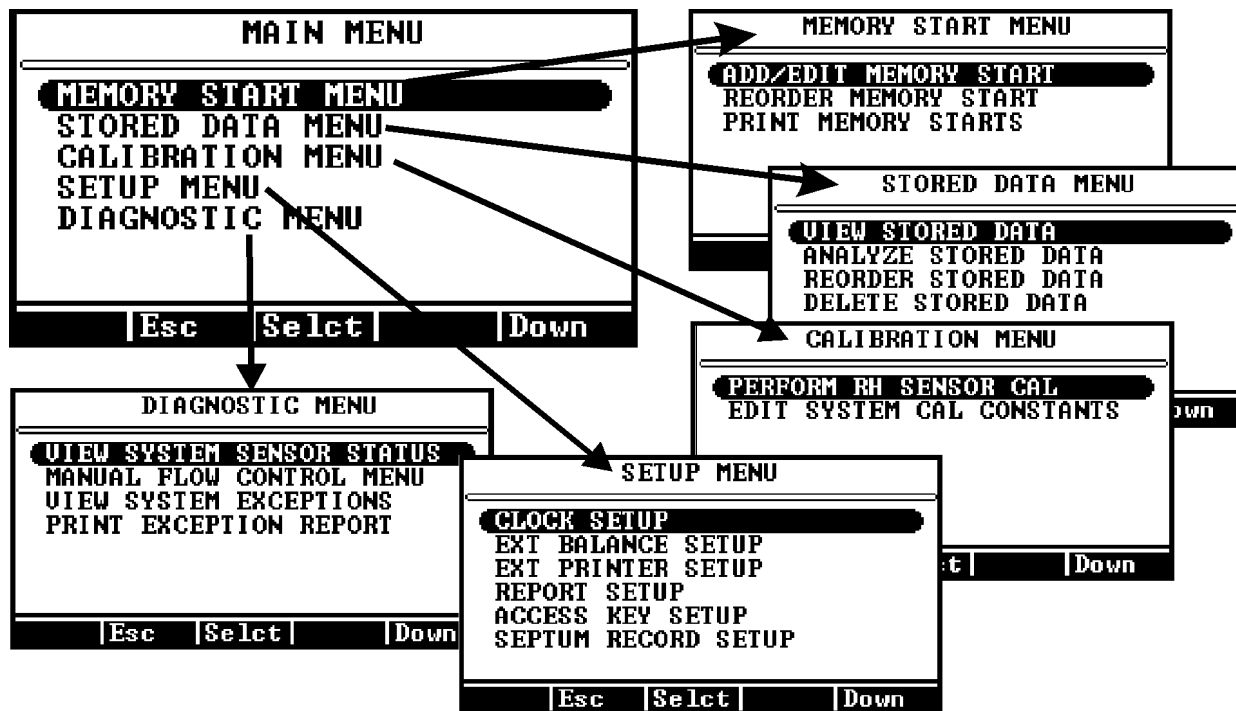 MAIN MENU
MEMORY START MENU
STORED DATA MENU
CALIBRATION MENU
SETUP MENU
DIAGNOSTIC MENU
Esc Selct Down
MEMORY START MENU
ADD/EDIT MEMORY START
REORDER MEMORY START
PRINT MEMORY STARTS
STORED DATA MENU
VIEW STORED DATA
ANALYZE STORED DATA
REORDER STORED DATA
DELETE STORED DATA
CALIBRATION MENU
PERFORM RH SENSOR CAL
EDIT SYSTEM CAL CONSTANTS
Down
DIAGNOSTIC MENU
VIEW SYSTEM SENSOR STATUS
MANUAL FLOW CONTROL MENU
VIEW SYSTEM EXCEPTIONS
PRINT EXCEPTION REPORT
Esc Selct Down
SETUP MENU
CLOCK SETUP
EXT BALANCE SETUP
EXT PRINTER SETUP
REPORT SETUP
ACCESS KEY SETUP
SEPTUM RECORD SETUP
Esc Selct Down